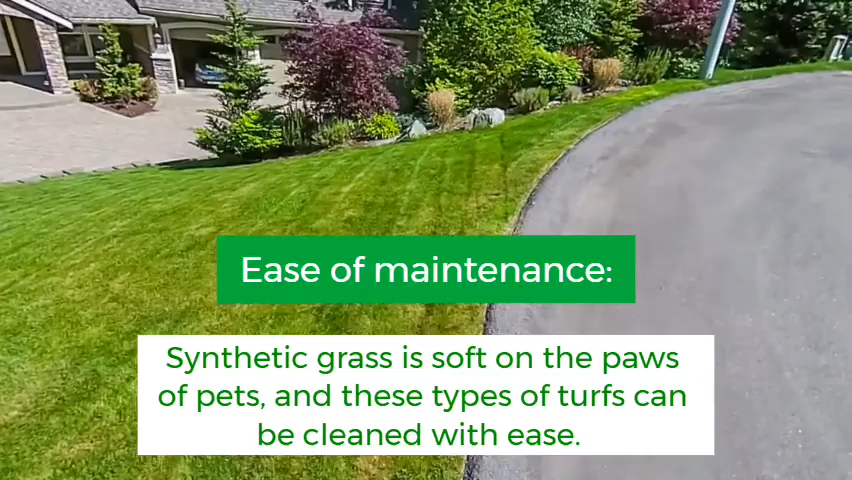 Ease of maintenance:
Synthetic grass is soft on the paws
of pets, and these types of turfs can
be cleaned with ease.